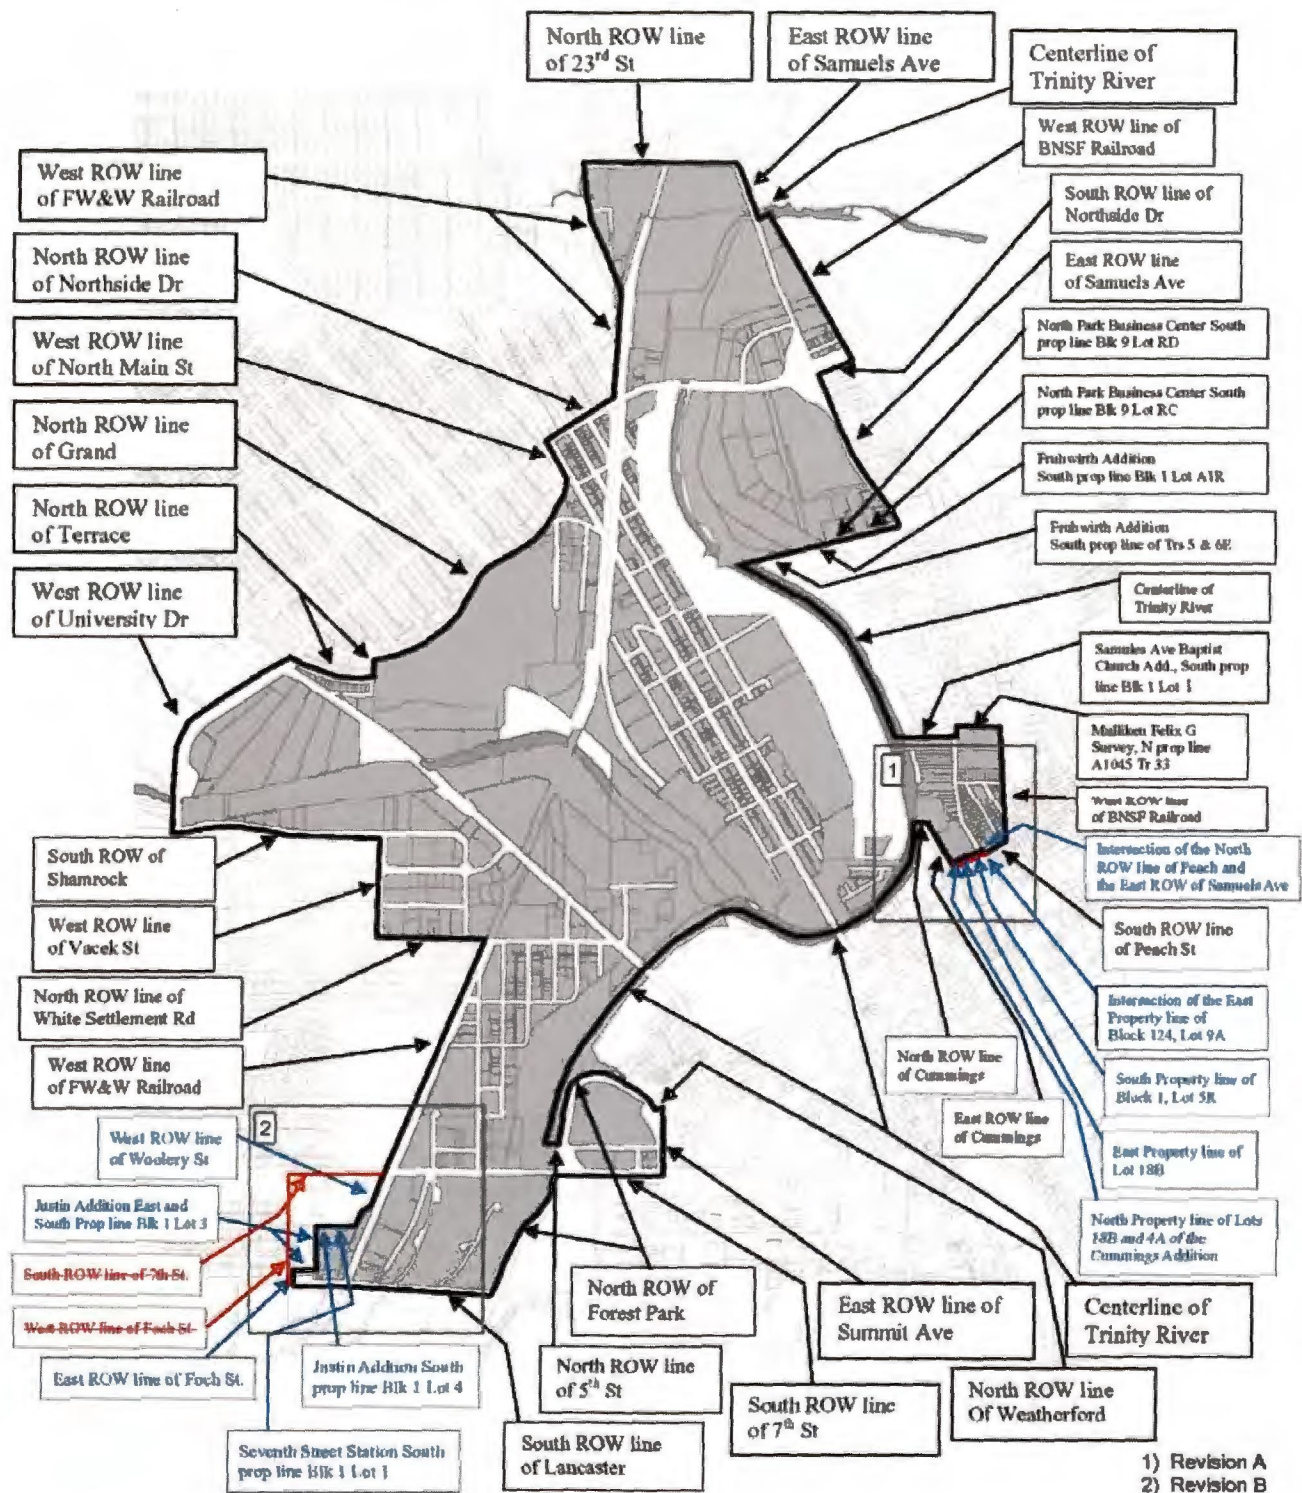 North ROW line
of 23rd St
East ROW line
of Samuels Ave
Centerline of
Trinity River
West ROW line of
BNSF Railroad
West ROW line
of FW&W Railroad
South ROW line of
Northside Dr
North ROW line
of Northside Dr
East ROW line
of Samuels Ave
West ROW line
of North Main St
North Park Business Center South
prop line Blk 9 Lot RD
North Park Business Center South
prop line Blk 9 Lot RC
North ROW line
of Grand
Fruhwirth Addition
South prop line Blk 1 Lot A1R
North ROW line
of Terrace
Fruhwirth Addition
South prop line of Trs 5 & 6E
West ROW line
of University Dr
Centerline of
Trinity River
Samules Ave Baptist
Church Add., South prop
line Blk 1 Lot 1
Mulliken Felix G
Survey, N prop line
A1045 Tr 33
1
West ROW line
of BNSF Railroad
South ROW of
Shamrock
Intersection of the North
ROW line of Peach and
the East ROW of Samuels Ave
West ROW line
of Vacek St
South ROW line
of Peach St
North ROW line of
White Settlement Rd
Intersection of the East
Property line of
Block 124, Lot 9A
West ROW line
of FW&W Railroad
North ROW line
of Cummings
South Property line of
Block 1, Lot 5R
East ROW line
of Cummings
2
West ROW line
of Woolery St
East Property line of
Lot 18B
Justin Addition East and
South Prop line Blk 1 Lot 3
North Property line of Lots
18B and 4A of the
Cummings Addition
South ROW line of 7th St.
West ROW line of Foch St.
North ROW of
Forest Park
East ROW line of
Summit Ave
Centerline of
Trinity River
East ROW line of Foch St.
Justin Addition South
prop line Blk 1 Lot 4
North ROW line
of 5th St
South ROW line
of 7th St
North ROW line
Of Weatherford
Seventh Street Station South
prop line Blk 1 Lot 1
South ROW line
of Lancaster
1) Revision A
2) Revision B